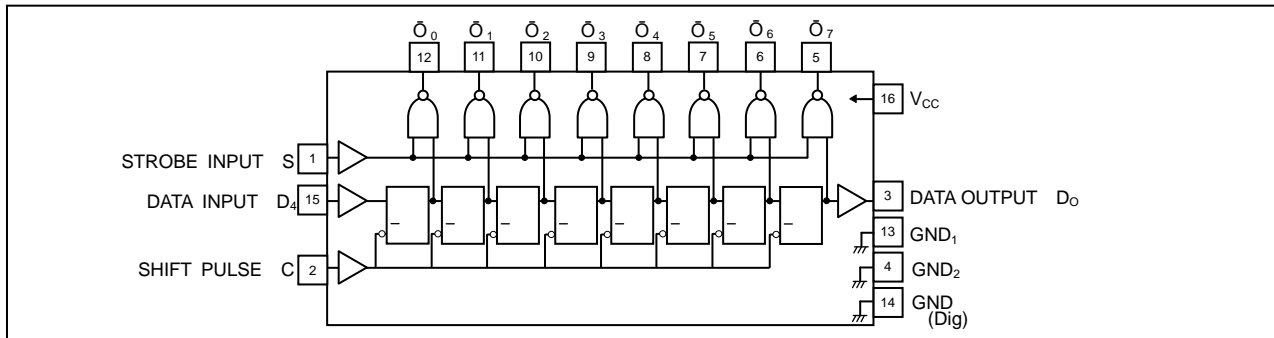 Ō0 Ō1 Ō2 Ō3 Ō4 Ō5 Ō6 Ō7
12 11 10 9 8 7 6 5
16 VCC
STROBE INPUT S 1
DATA INPUT D4 15
3 DATA OUTPUT DO
13 GND1
SHIFT PULSE C 2
4 GND2
14 GND
(Dig)